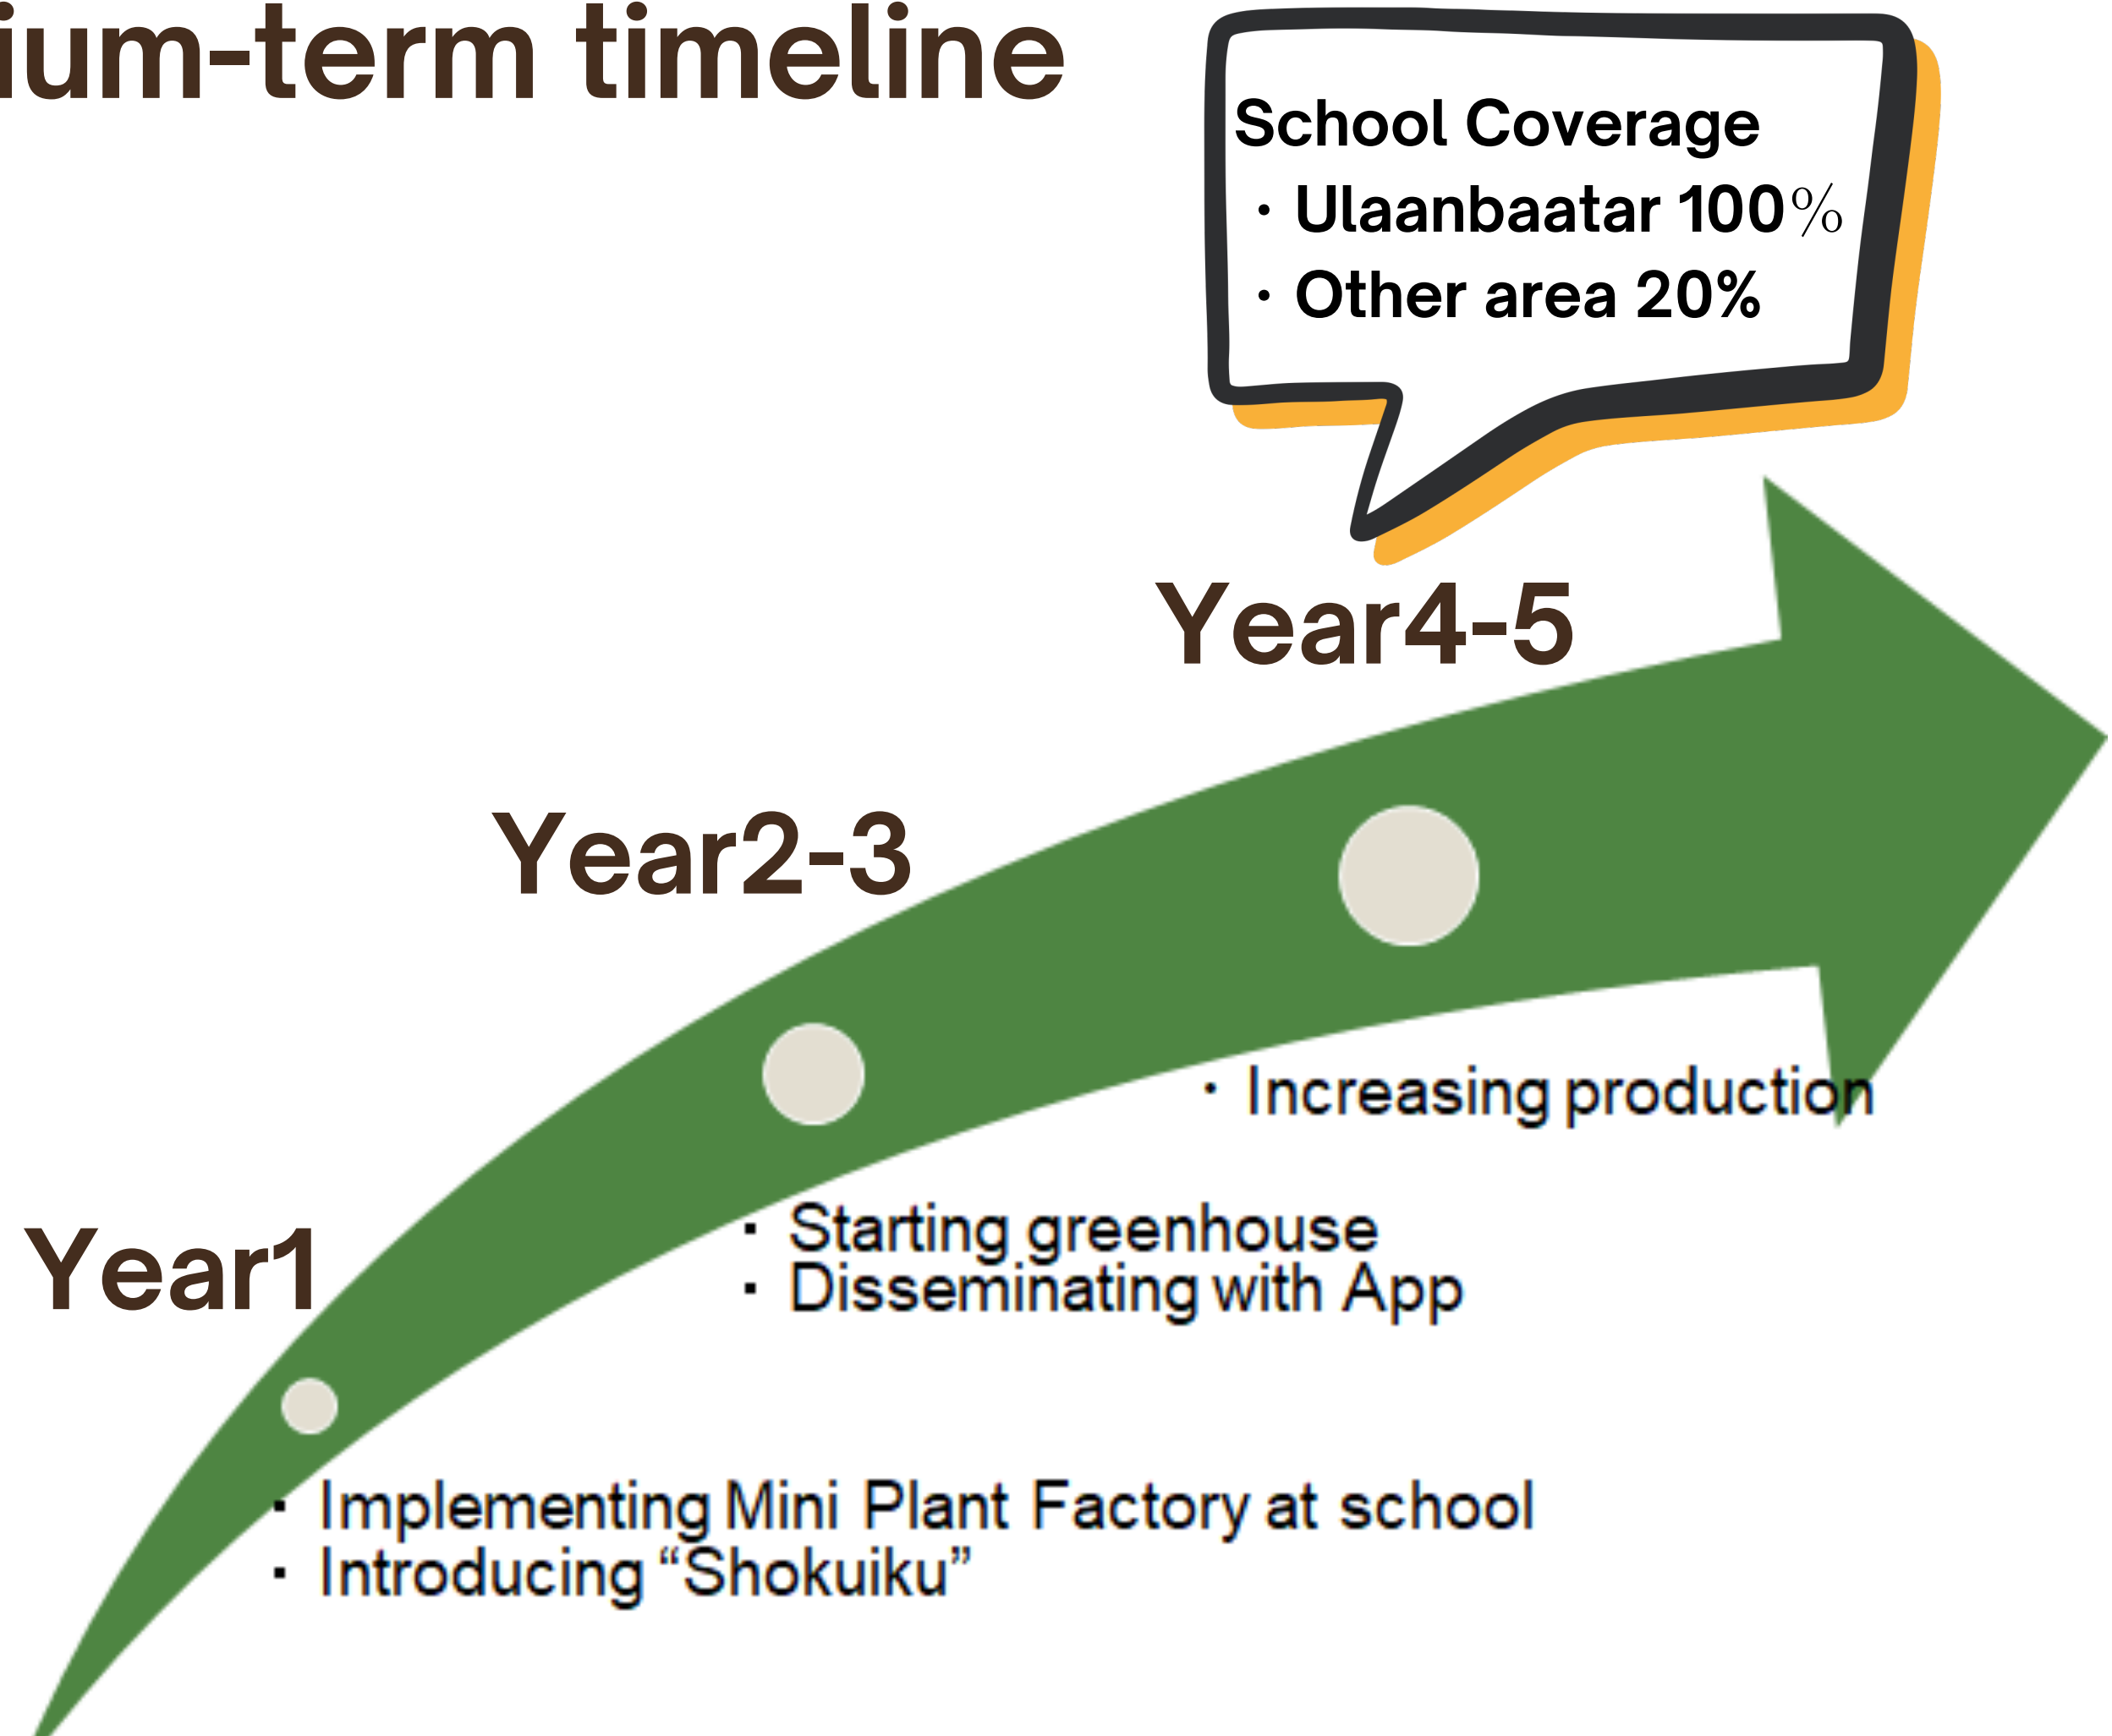 ium-term timeline
School Coverage
・ Ulaanbaatar 100%
・ Other area 20%
Year4-5
Year2-3
・ Increasing production
Year1
・ Starting greenhouse
・ Disseminating with App
・ Implementing Mini Plant Factory at school
・ Introducing “Shokuiku”